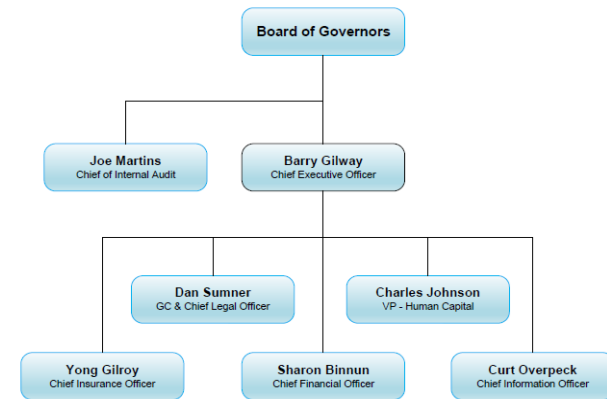 Board of Governors
Joe Martins
Chief of Internal Audit
Barry Gilway
Chief Executive Officer
Dan Sumner
GC & Chief Legal Officer
Charles Johnson
VP - Human Capital
Yong Gilroy
Chief Insurance Officer
Sharon Binnun
Chief Financial Officer
Curt Overpeck
Chief Information Officer